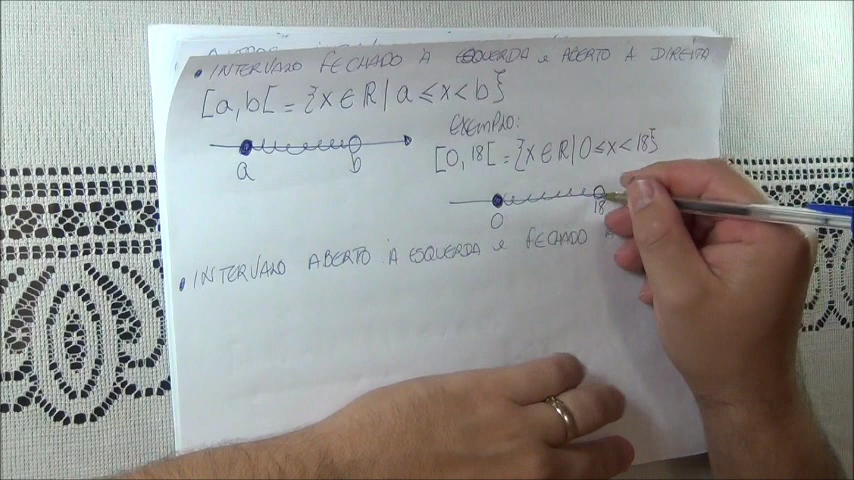 • INTERVALO FECHADO À ESQUERDA e ABERTO À DIREITA
[a,b[ = {x ∈ R | a ≤ x < b}
a b
EXEMPLO:
[0, 18[ = {x ∈ R | 0 ≤ x < 18}
0 18
• INTERVALO ABERTO À ESQUERDA e FECHADO